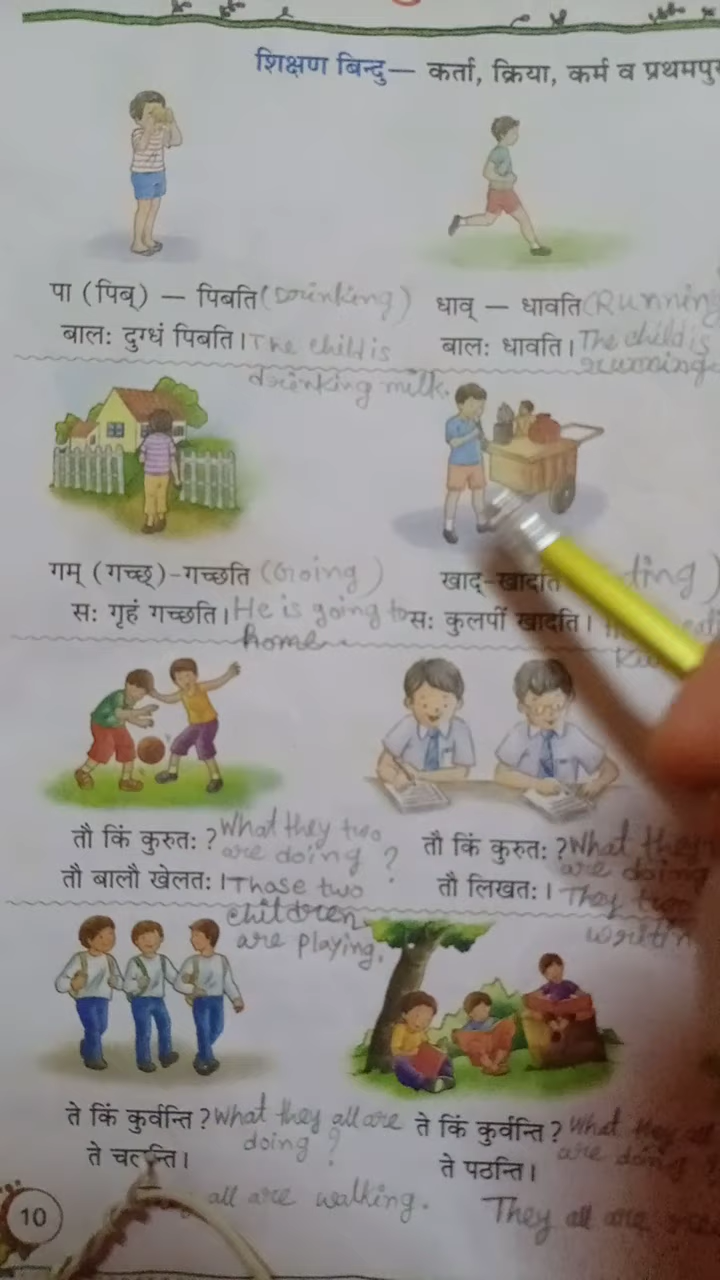 शिक्षण बिन्दु— कर्ता, क्रिया, कर्म व
पा (पिब्) — पिबति (Drinking)
बालः दुग्धं पिबति। The child is
drinking milk.
धाव् — धावति (Running
बालः धावति। The child is
running
गम् (गच्छ्)-गच्छति (Going)
सः गृहं गच्छति। He is going to
home
खाद्-खादति
सः कुलपीं खादति।
तौ किं कुरुतः ? What they two
are doing ?
तौ बालौ खेलतः। Those two
children
are playing.
तौ किं कुरुतः ? What they
are doing
तौ लिखतः। They two
ते किं कुर्वन्ति ? What they all are
doing ?
ते चलन्ति।
all are walking.
ते किं कुर्वन्ति ? What they all
are doing
ते पठन्ति।
They all are
10